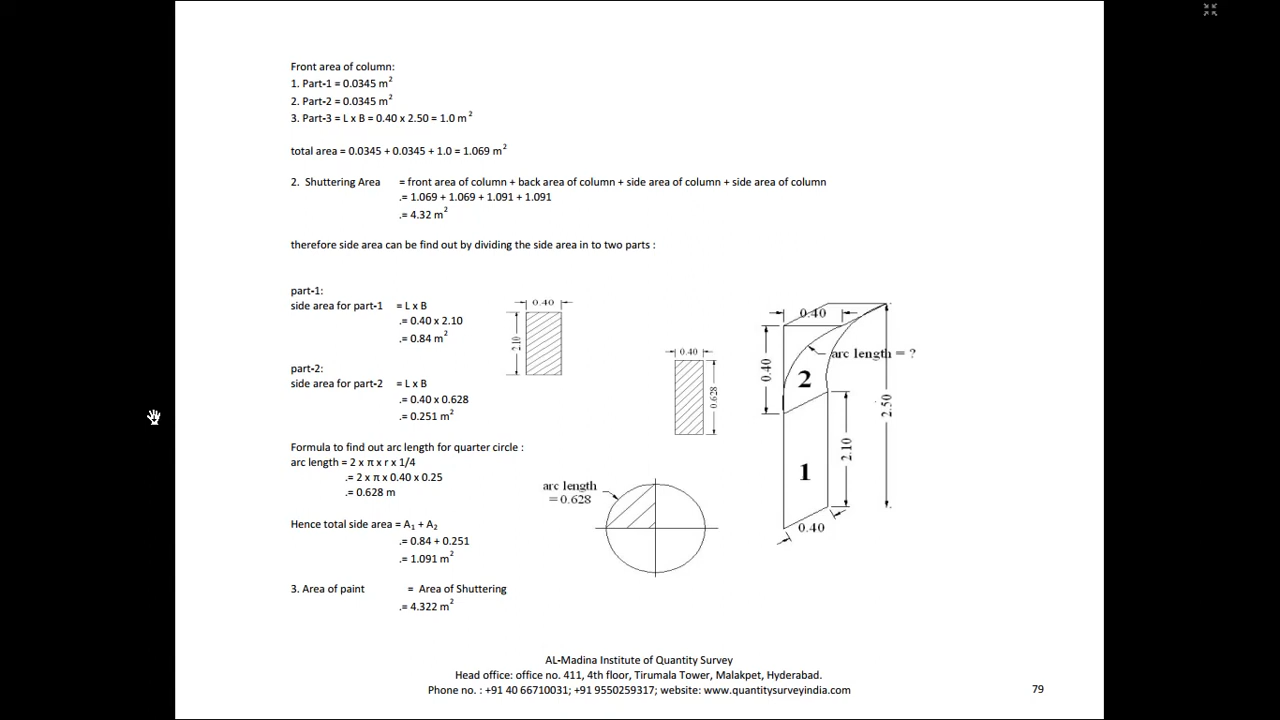 Front area of column:
1. Part-1 = 0.0345 m²
2. Part-2 = 0.0345 m²
3. Part-3 = L x B = 0.40 x 2.50 = 1.0 m²
total area = 0.0345 + 0.0345 + 1.0 = 1.069 m²
2. Shuttering Area = front area of column + back area of column + side area of column + side area of column
.= 1.069 + 1.069 + 1.091 + 1.091
.= 4.32 m²
therefore side area can be find out by dividing the side area in to two parts :
part-1:
side area for part-1 = L x B
.= 0.40 x 2.10
.= 0.84 m²
part-2:
side area for part-2 = L x B
.= 0.40 x 0.628
.= 0.251 m²
Formula to find out arc length for quarter circle :
arc length = 2 x π x r x 1/4
.= 2 x π x 0.40 x 0.25
.= 0.628 m
Hence total side area = A₁ + A₂
.= 0.84 + 0.251
.= 1.091 m²
3. Area of paint = Area of Shuttering
.= 4.322 m²
0.40
2.10
0.40
0.628
arc length
=0.628
0.40
0.40
arc length = ?
2
2.50
2.10
1
0.40
AL-Madina Institute of Quantity Survey
Head office: office no. 411, 4th floor, Tirumala Tower, Malakpet, Hyderabad.
Phone no. : +91 40 66710031; +91 9550259317; website: www.quantitysurveyindia.com
79